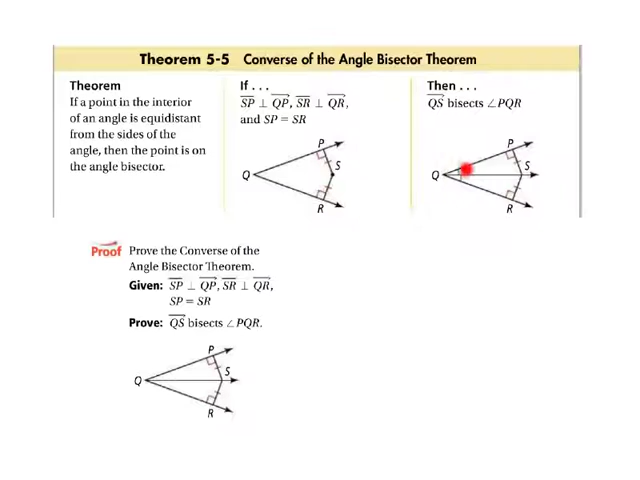 Theorem 5-5 Converse of the Angle Bisector Theorem
Theorem
If a point in the interior
of an angle is equidistant
from the sides of the
angle, then the point is on
the angle bisector.
If . . .
SP ⊥ QP, SR ⊥ QR,
and SP = SR
P
Q
S
R
Then . . .
QS bisects ∠PQR
P
Q
S
R
Proof Prove the Converse of the
Angle Bisector Theorem.
Given: SP ⊥ QP, SR ⊥ QR,
SP = SR
Prove: QS bisects ∠PQR.
P
Q
S
R